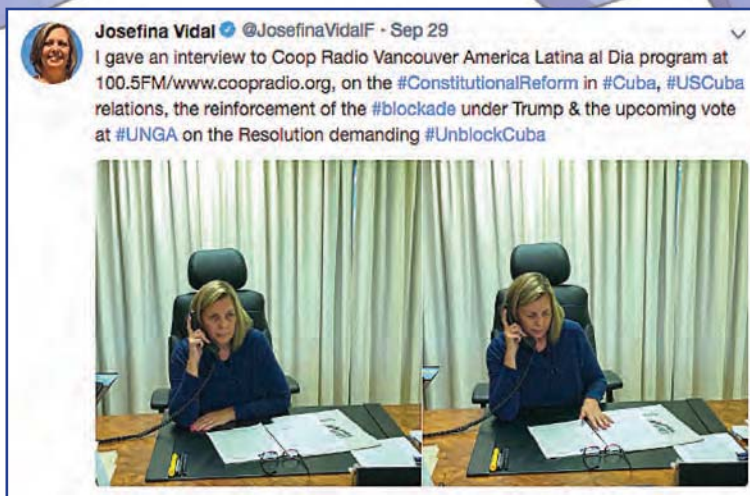 Josefina Vidal @JosefinaVidalF · Sep 29
I gave an interview to Coop Radio Vancouver America Latina al Dia program at
100.5FM/www.coopradio.org, on the #ConstitutionalReform in #Cuba, #USCuba
relations, the reinforcement of the #blockade under Trump & the upcoming vote
at #UNGA on the Resolution demanding #UnblockCuba